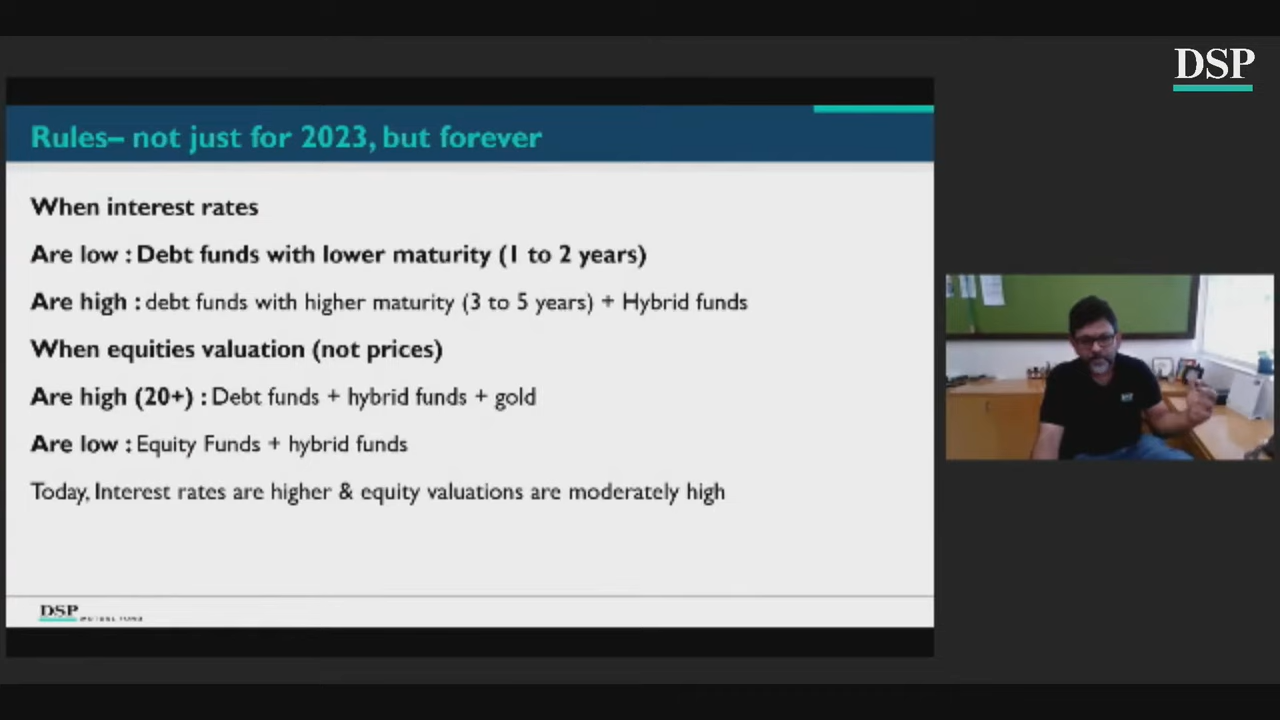 DSP
Rules– not just for 2023, but forever
When interest rates
Are low : Debt funds with lower maturity (1 to 2 years)
Are high : debt funds with higher maturity (3 to 5 years) + Hybrid funds
When equities valuation (not prices)
Are high (20+) : Debt funds + hybrid funds + gold
Are low : Equity Funds + hybrid funds
Today, Interest rates are higher & equity valuations are moderately high
DSP
MUTUAL FUND